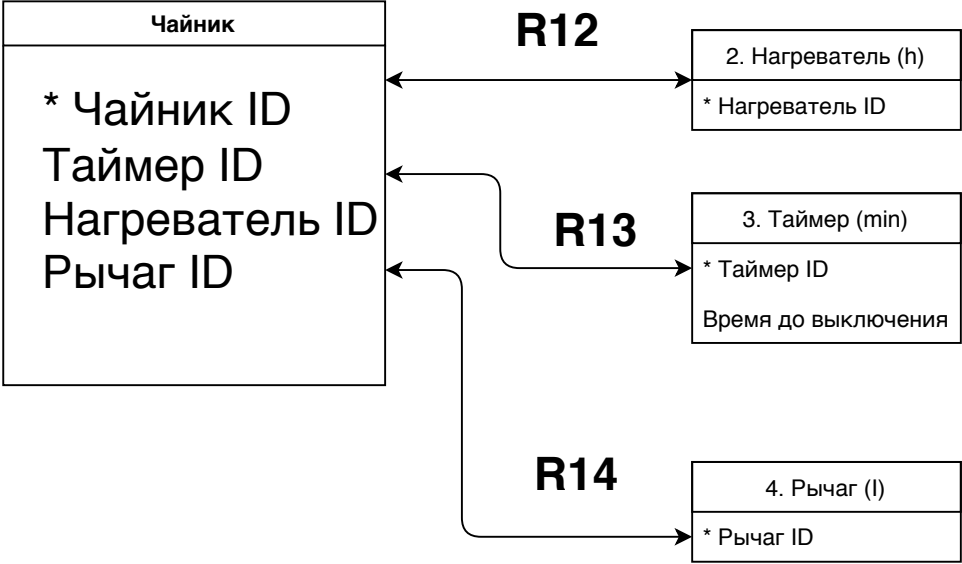 Чайник
* Чайник ID
Таймер ID
Нагреватель ID
Рычаг ID
R12
2. Нагреватель (h)
* Нагреватель ID
R13
3. Таймер (min)
* Таймер ID
Время до выключения
R14
4. Рычаг (l)
* Рычаг ID